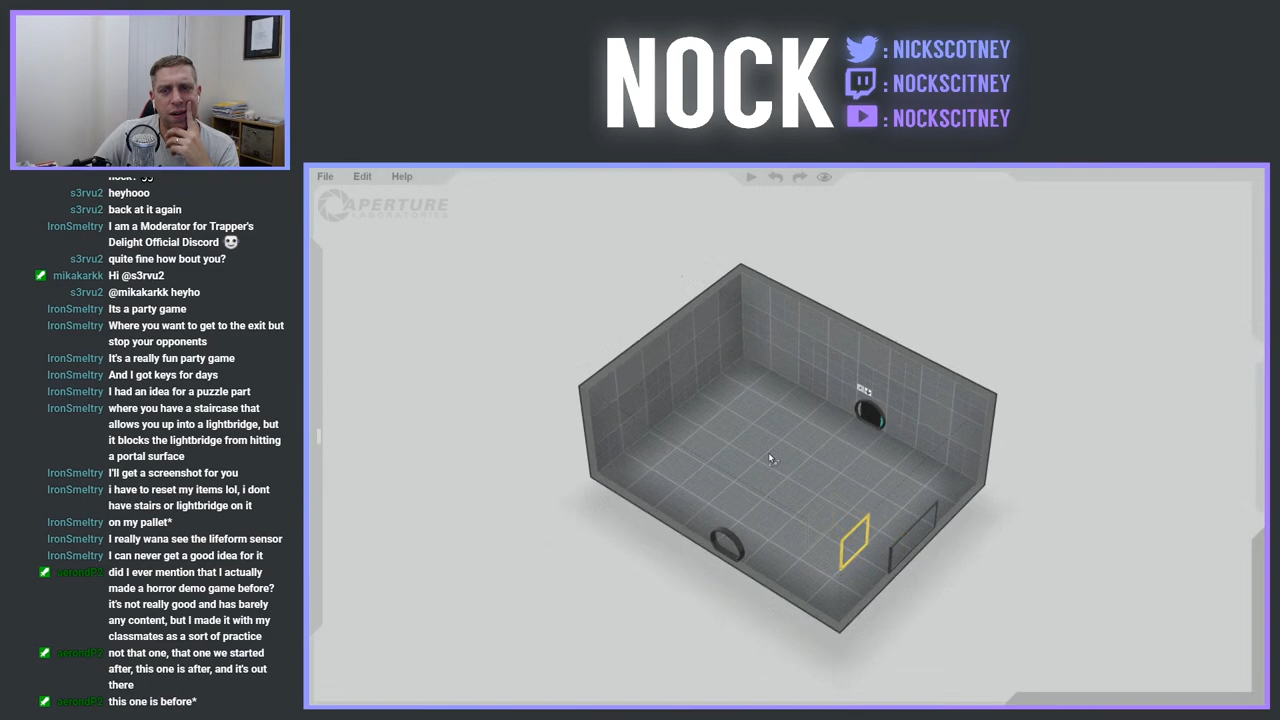 NOCK
: NICKSCOTNEY
: NOCKSCITNEY
: NOCKSCITNEY
s3rvu2 heyhooo
s3rvu2 back at it again
IronSmeltry I am a Moderator for Trapper's
Delight Official Discord
s3rvu2 quite fine how bout you?
mikakarkk Hi @s3rvu2
s3rvu2 @mikakarkk heyho
IronSmeltry Its a party game
IronSmeltry Where you want to get to the exit but
stop your opponents
IronSmeltry It's a really fun party game
IronSmeltry And I got keys for days
IronSmeltry I had an idea for a puzzle part
IronSmeltry where you have a staircase that
allows you up into a lightbridge, but
it blocks the lightbridge from hitting
a portal surface
IronSmeltry I'll get a screenshot for you
IronSmeltry i have to reset my items lol, i dont
have stairs or lightbridge on it
IronSmeltry on my pallet*
IronSmeltry I really wana see the lifeform sensor
IronSmeltry I can never get a good idea for it
did I ever mention that I actually
made a horror demo game before?
it's not really good and has barely
any content, but I made it with my
classmates as a sort of practice
not that one, that one we started
after, this one is after, and it's out
there
this one is before*
File Edit Help
APERTURE
LABORATORIES